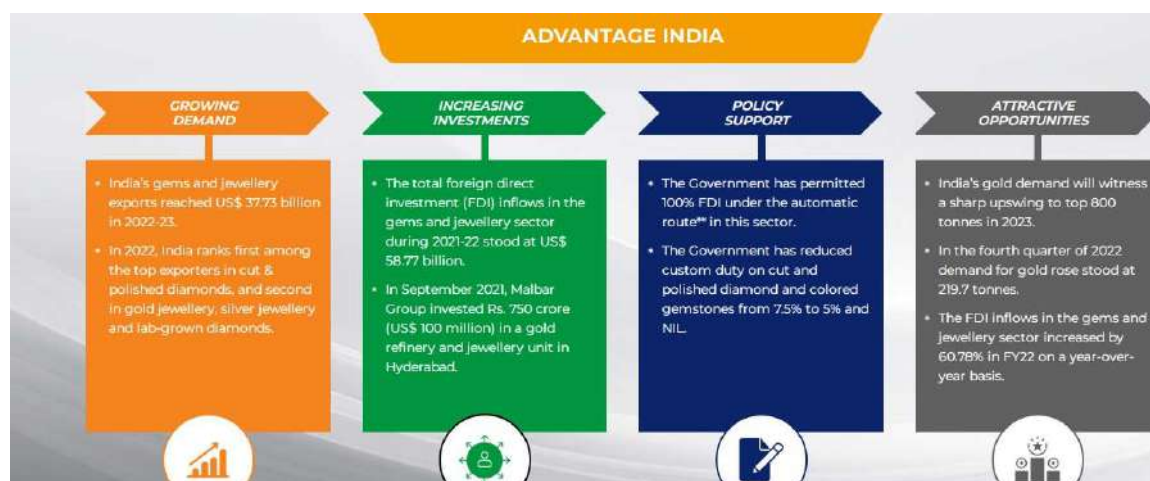 ADVANTAGE INDIA
GROWING
DEMAND
• India's gems and jewellery
exports reached US$ 37.73 billion
in 2022-23.
• In 2022, India ranks first among
the top exporters in cut &
polished diamonds, and second
in gold jewellery, silver jewellery
and lab-grown diamonds.
INCREASING
INVESTMENTS
• The total foreign direct
investment (FDI) inflows in the
gems and jewellery sector
during 2021-22 stood at US$
58.77 billion.
• In September 2021, Malbar
Group invested Rs. 750 crore
(US$ 100 million) in a gold
refinery and jewellery unit in
Hyderabad.
POLICY
SUPPORT
• The Government has permitted
100% FDI under the automatic
route** in this sector.
• The Government has reduced
custom duty on cut and
polished diamond and colored
gemstones from 7.5% to 5% and
NIL.
ATTRACTIVE
OPPORTUNITIES
• India's gold demand will witness
a sharp upswing to top 800
tonnes in 2023.
• In the fourth quarter of 2022
demand for gold rose stood at
219.7 tonnes.
• The FDI inflows in the gems and
jewellery sector increased by
60.78% in FY22 on a year-over-
year basis.